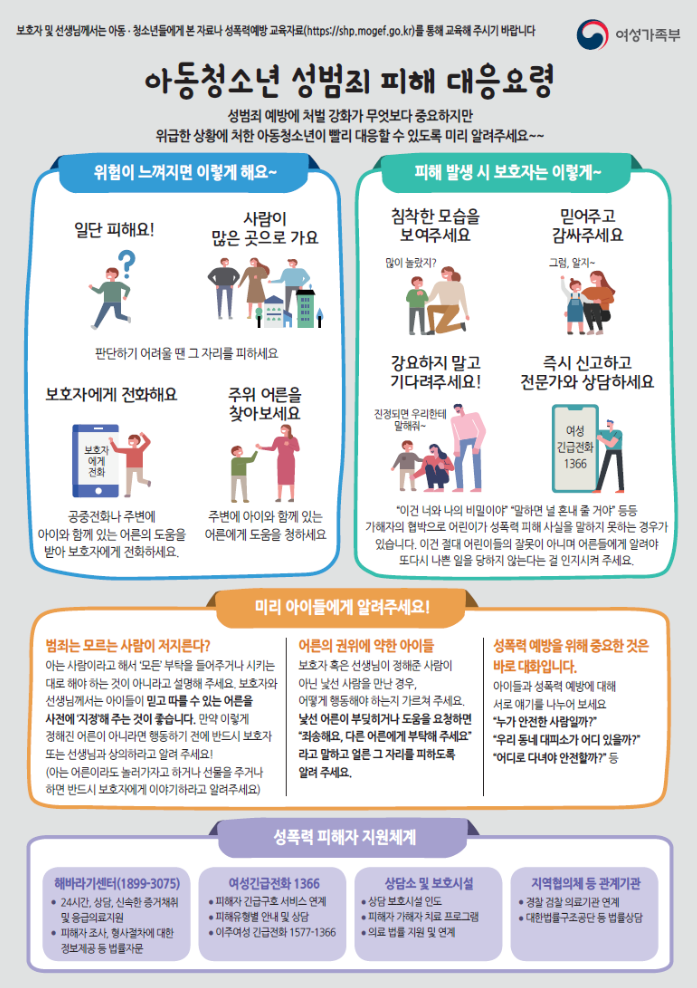 보호자 및 선생님께서는 아동 · 청소년들에게 본 자료나 성폭력예방 교육자료(https://shp.mogef.go.kr)를 통해 교육해 주시기 바랍니다
여성가족부
아동청소년 성범죄 피해 대응요령
성범죄 예방에 처벌 강화가 무엇보다 중요하지만
위급한 상황에 처한 아동청소년이 빨리 대응할 수 있도록 미리 알려주세요~~
위험이 느껴지면 이렇게 해요~
일단 피해요!
사람이
많은 곳으로 가요
판단하기 어려울 땐 그 자리를 피하세요
보호자에게 전화해요
보호자
에게
전화
공중전화나 주변에
아이와 함께 있는 어른의 도움을
받아 보호자에게 전화하세요.
주위 어른을
찾아보세요
주변에 아이와 함께 있는
어른에게 도움을 청하세요
피해 발생 시 보호자는 이렇게~
침착한 모습을
보여주세요
많이 놀랐지?
믿어주고
감싸주세요
그럼, 알지~
강요하지 말고
기다려주세요!
진정되면 우리한테
말해줘~
즉시 신고하고
전문가와 상담하세요
여성
긴급전화
1366
"이건 너와 나의 비밀이야" "말하면 널 혼내 줄 거야" 등등
가해자의 협박으로 어린이가 성폭력 피해 사실을 말하지 못하는 경우가
있습니다. 이건 절대 어린이들의 잘못이 아니며 어른들에게 알려야
또다시 나쁜 일을 당하지 않는다는 걸 인지시켜 주세요.
미리 아이들에게 알려주세요!
범죄는 모르는 사람이 저지른다?
아는 사람이라고 해서 '모든' 부탁을 들어주거나 시키는
대로 해야 하는 것이 아니라고 설명해 주세요. 보호자와
선생님께서는 아이들이 믿고 따를 수 있는 어른을
사전에 '지정'해 주는 것이 좋습니다. 만약 이렇게
정해진 어른이 아니라면 행동하기 전에 반드시 보호자
또는 선생님과 상의하라고 알려 주세요!
(아는 어른이라도 놀러가자고 하거나 선물을 주거나
하면 반드시 보호자에게 이야기하라고 알려주세요)
어른의 권위에 약한 아이들
보호자 혹은 선생님이 정해준 사람이
아닌 낯선 사람을 만난 경우,
어떻게 행동해야 하는지 가르쳐 주세요.
낯선 어른이 부딪히거나 도움을 요청하면
"죄송해요, 다른 어른에게 부탁해 주세요"
라고 말하고 얼른 그 자리를 피하도록
알려 주세요.
성폭력 예방을 위해 중요한 것은
바로 대화입니다.
아이들과 성폭력 예방에 대해
서로 얘기를 나누어 보세요
"누가 안전한 사람일까?"
"우리 동네 대피소가 어디 있을까?"
"어디로 다녀야 안전할까?" 등
성폭력 피해자 지원체계
해바라기센터(1899-3075)
• 24시간, 상담, 신속한 증거채취
및 응급의료지원
• 피해자 조사, 형사절차에 대한
정보제공 등 법률자문
여성긴급전화 1366
• 피해자 긴급구호 서비스 연계
• 피해유형별 안내 및 상담
• 이주여성 긴급전화 1577-1366
상담소 및 보호시설
• 상담 보호시설 인도
• 피해자 가해자 치료 프로그램
• 의료 법률 지원 및 연계
지역협의체 등 관계기관
• 경찰 검찰 의료기관 연계
• 대한법률구조공단 등 법률상담